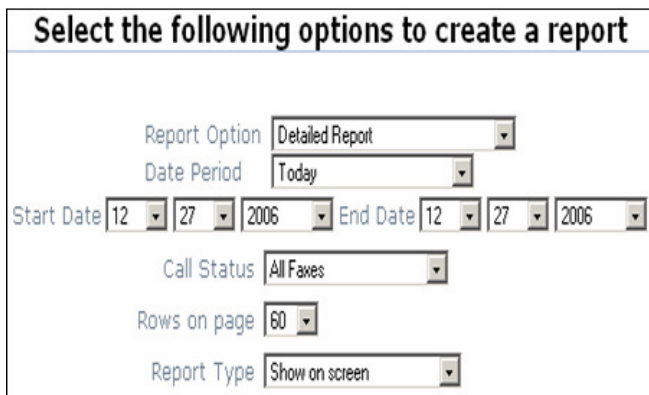 Select the following options to create a report
Report Option Detailed Report
Date Period Today
Start Date 12 27 2006 End Date 12 27 2006
Call Status All Faxes
Rows on page 60
Report Type Show on screen